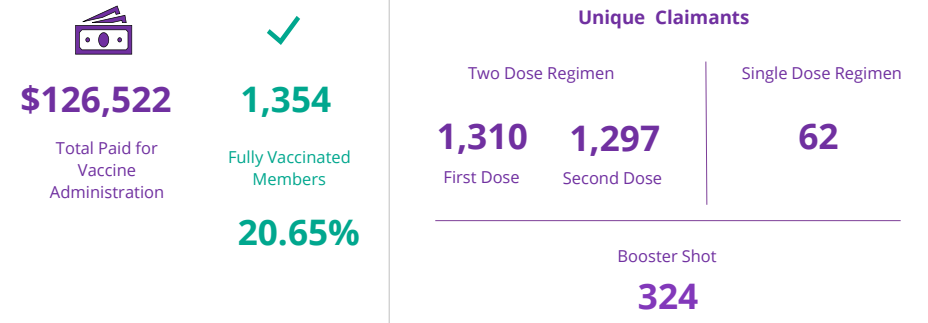 $126,522
Total Paid for
Vaccine
Administration
1,354
Fully Vaccinated
Members
20.65%
Unique Claimants
Two Dose Regimen
1,310
First Dose
1,297
Second Dose
Single Dose Regimen
62
Booster Shot
324